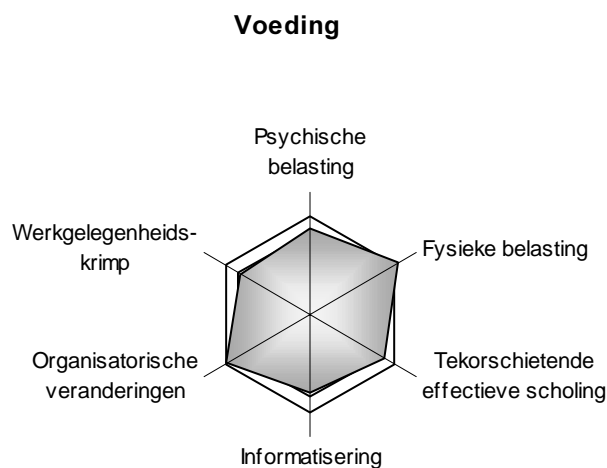 Voeding
Psychische
belasting
Werkgelegenheids-
krimp
Fysieke belasting
Organisatorische
veranderingen
Tekorschietende
effectieve scholing
Informatisering